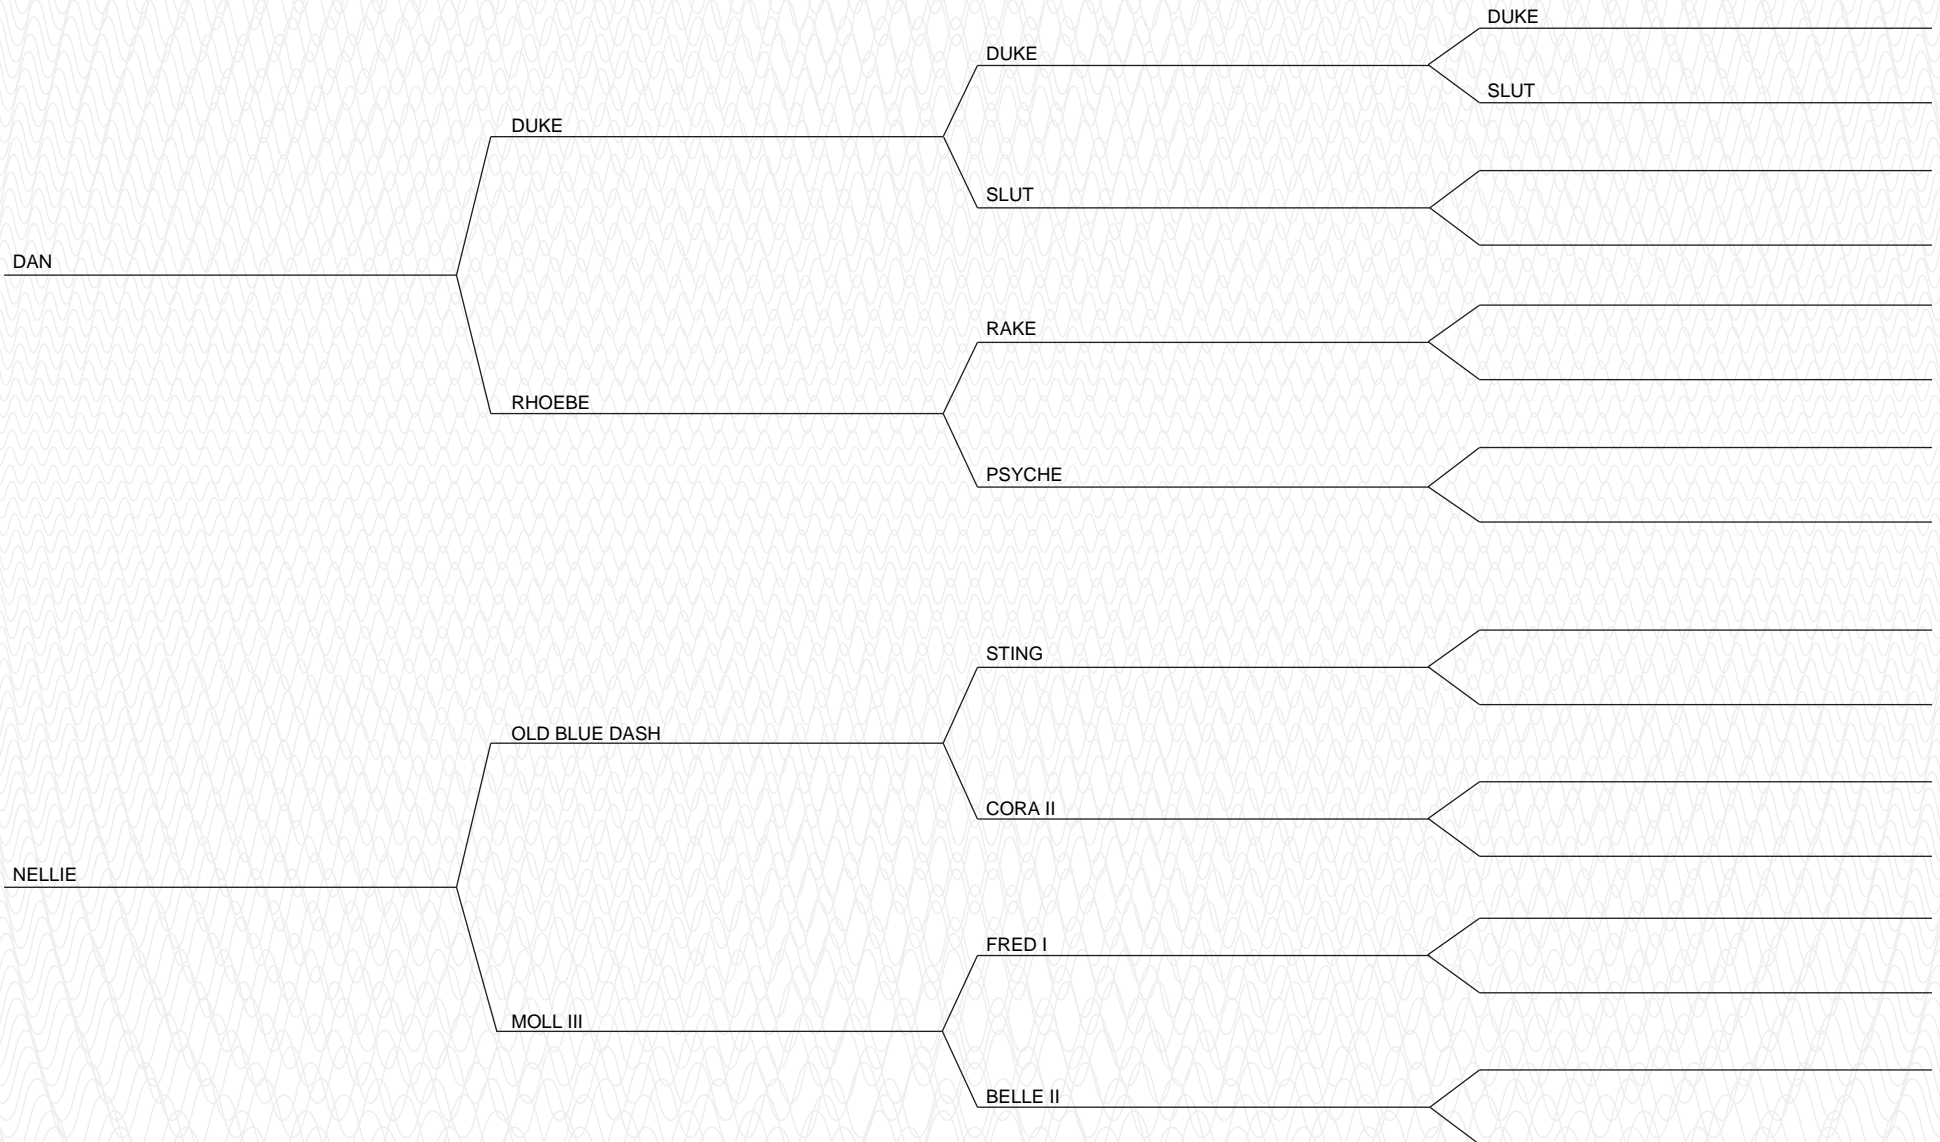 DUKE
DUKE
SLUT
DUKE
SLUT
DAN
RAKE
RHOEBE
PSYCHE
STING
OLD BLUE DASH
CORA II
NELLIE
FRED I
MOLL III
BELLE II